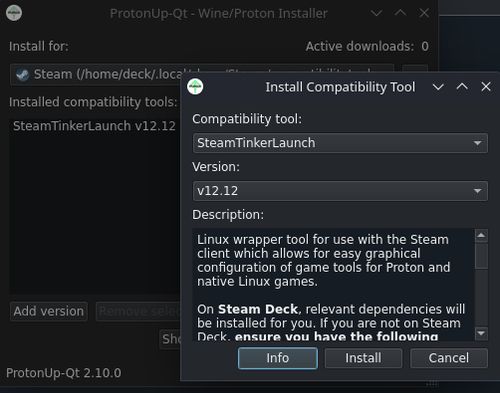 ProtonUp-Qt - Wine/Proton Installer
Install for:
Active downloads: 0
Steam (/home/deck/.local
Installed compatibility tools:
SteamTinkerLaunch v12.12
Add version
Remove selec
Sho
ProtonUp-Qt 2.10.0
Install Compatibility Tool
Compatibility tool:
SteamTinkerLaunch
Version:
v12.12
Description:
Linux wrapper tool for use with the Steam
client which allows for easy graphical
configuration of game tools for Proton and
native Linux games.
On Steam Deck, relevant dependencies will
be installed for you. If you are not on Steam
Deck, ensure you have the following
Info
Install
Cancel